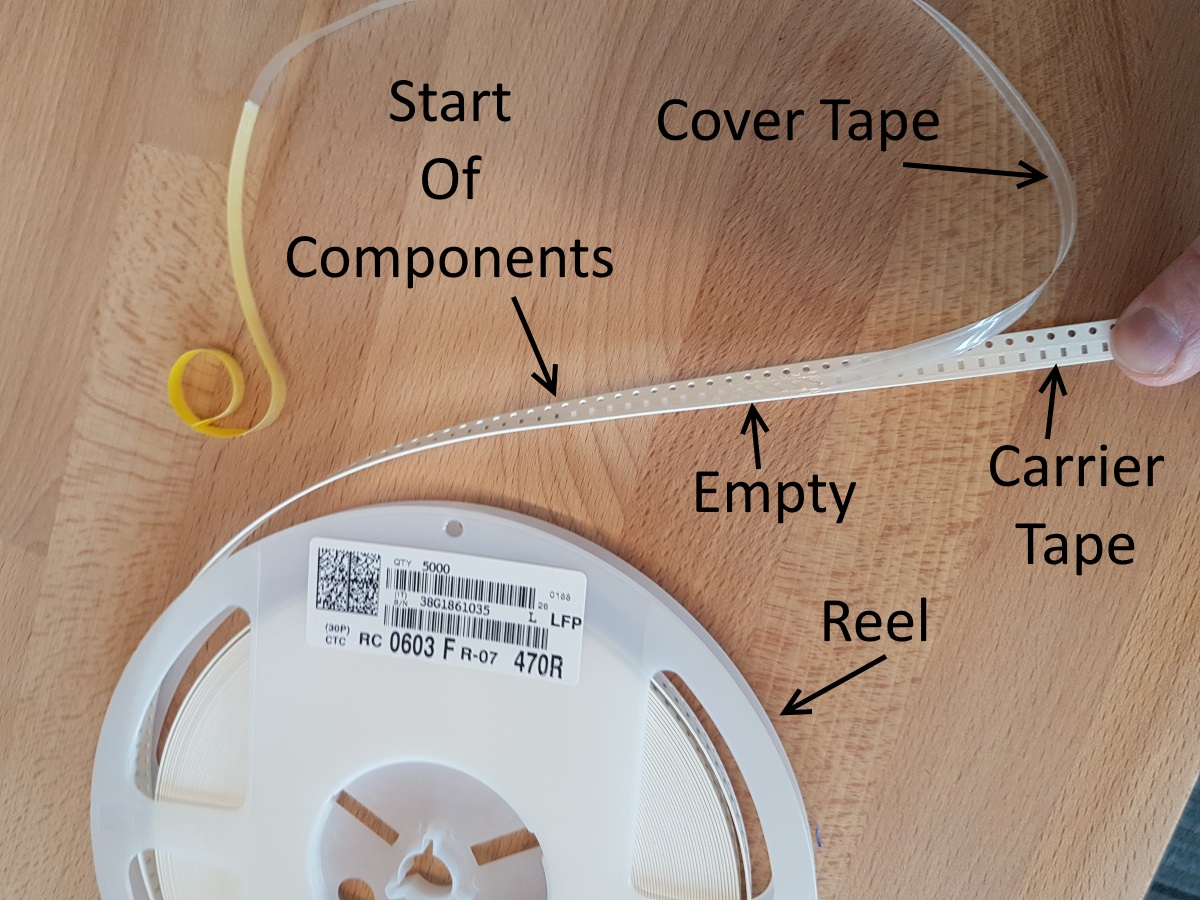 Start
Of
Components
Cover Tape
Empty
Carrier
Tape
Reel
QTY 5000
0188
(1T)
S/N 38G1861035
26
L LFP
(30P)
CTC RC 0603 F R-07 470R